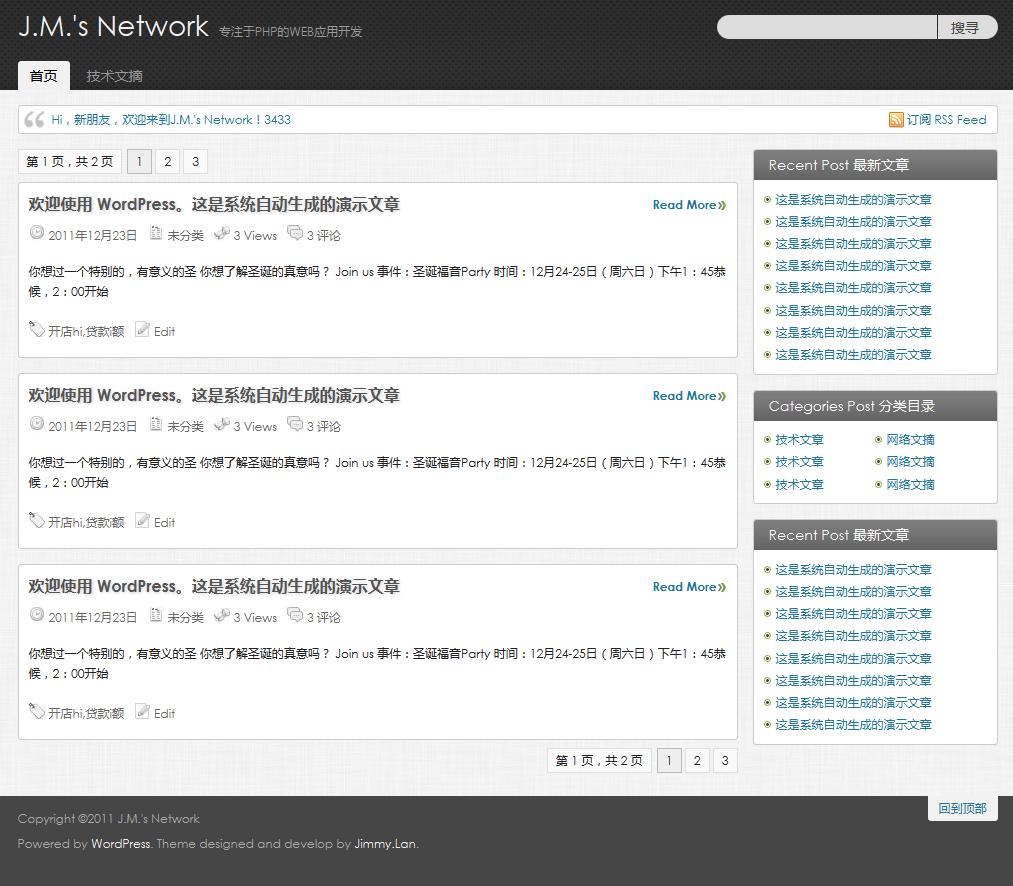 J.M.'s Network 专注于PHP的WEB应用开发
搜寻
首页 技术文摘
Hi，新朋友，欢迎来到J.M.'s Network！3433
订阅 RSS Feed
第 1 页，共 2 页 1 2 3
欢迎使用 WordPress。这是系统自动生成的演示文章 Read More»
2011年12月23日 未分类 3 Views 3 评论
你想过一个特别的，有意义的圣 你想了解圣诞的真意吗？ Join us 事件：圣诞福音Party 时间：12月24-25日（周六日）下午1：45恭
候，2：00开始
开店hi,贷款i额 Edit
欢迎使用 WordPress。这是系统自动生成的演示文章 Read More»
2011年12月23日 未分类 3 Views 3 评论
你想过一个特别的，有意义的圣 你想了解圣诞的真意吗？ Join us 事件：圣诞福音Party 时间：12月24-25日（周六日）下午1：45恭
候，2：00开始
开店hi,贷款i额 Edit
欢迎使用 WordPress。这是系统自动生成的演示文章 Read More»
2011年12月23日 未分类 3 Views 3 评论
你想过一个特别的，有意义的圣 你想了解圣诞的真意吗？ Join us 事件：圣诞福音Party 时间：12月24-25日（周六日）下午1：45恭
候，2：00开始
开店hi,贷款i额 Edit
第 1 页，共 2 页 1 2 3
Recent Post 最新文章
这是系统自动生成的演示文章
这是系统自动生成的演示文章
这是系统自动生成的演示文章
这是系统自动生成的演示文章
这是系统自动生成的演示文章
这是系统自动生成的演示文章
这是系统自动生成的演示文章
这是系统自动生成的演示文章
Categories Post 分类目录
技术文章 网络文摘
技术文章 网络文摘
技术文章 网络文摘
Recent Post 最新文章
这是系统自动生成的演示文章
这是系统自动生成的演示文章
这是系统自动生成的演示文章
这是系统自动生成的演示文章
这是系统自动生成的演示文章
这是系统自动生成的演示文章
这是系统自动生成的演示文章
这是系统自动生成的演示文章
回到顶部
Copyright ©2011 J.M.'s Network
Powered by WordPress. Theme designed and develop by Jimmy.Lan.